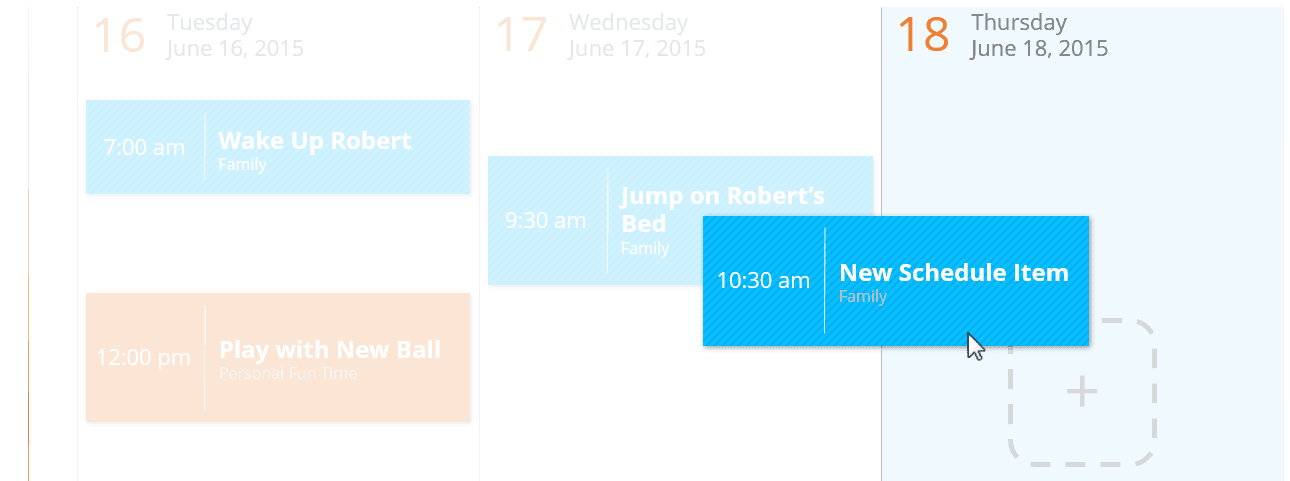 16
Tuesday
June 16, 2015
17
Wednesday
June 17, 2015
18
Thursday
June 18, 2015
7:00 am
Wake Up Robert
Family
12:00 pm
Play with New Ball
Personal Fun Time
9:30 am
Jump on Robert’s
Bed
Family
10:30 am
New Schedule Item
Family
+